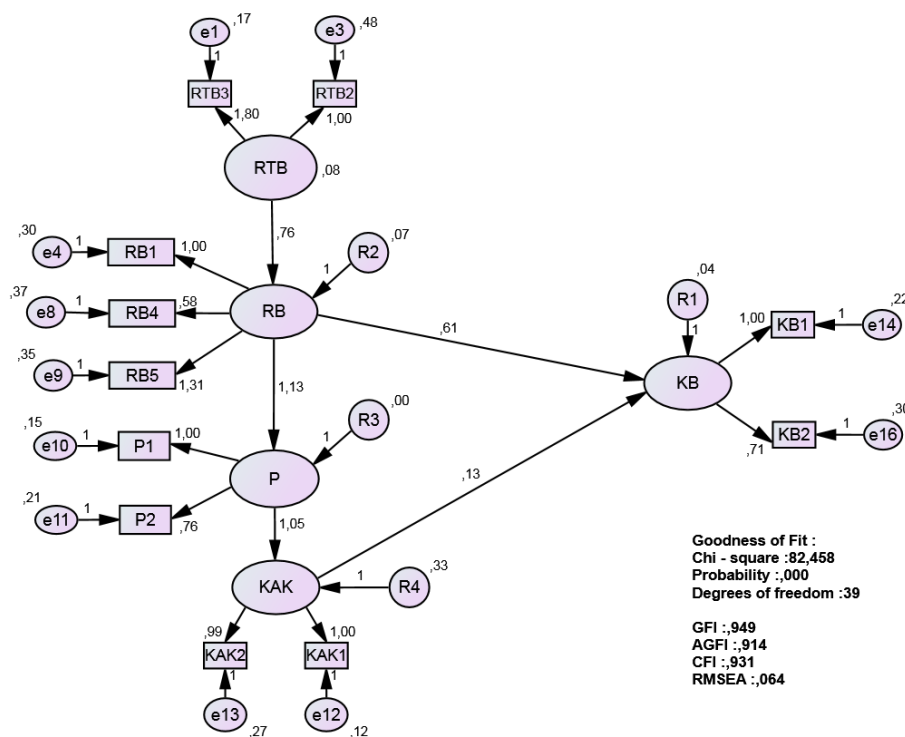 e1
,17
e3
,48
1
1
RTB3
RTB2
1,80
1,00
RTB
,08
,76
,30
e4
1
RB1
1,00
R2
,07
1
,37
e8
1
RB4
,58
RB
,35
e9
1
RB5
1,31
,61
,04
R1
1
1,00
KB1
1
e14
,22
KB
,71
KB2
1
e16
,30
1,13
R3
,00
1
,15
e10
1
P1
1,00
P
,21
e11
1
P2
,76
1,05
,13
KAK
1
R4
,33
,99
1,00
KAK2
KAK1
1
1
e13
,27
e12
,12
Goodness of Fit :
Chi - square :82,458
Probability :,000
Degrees of freedom :39
GFI :,949
AGFI :,914
CFI :,931
RMSEA :,064